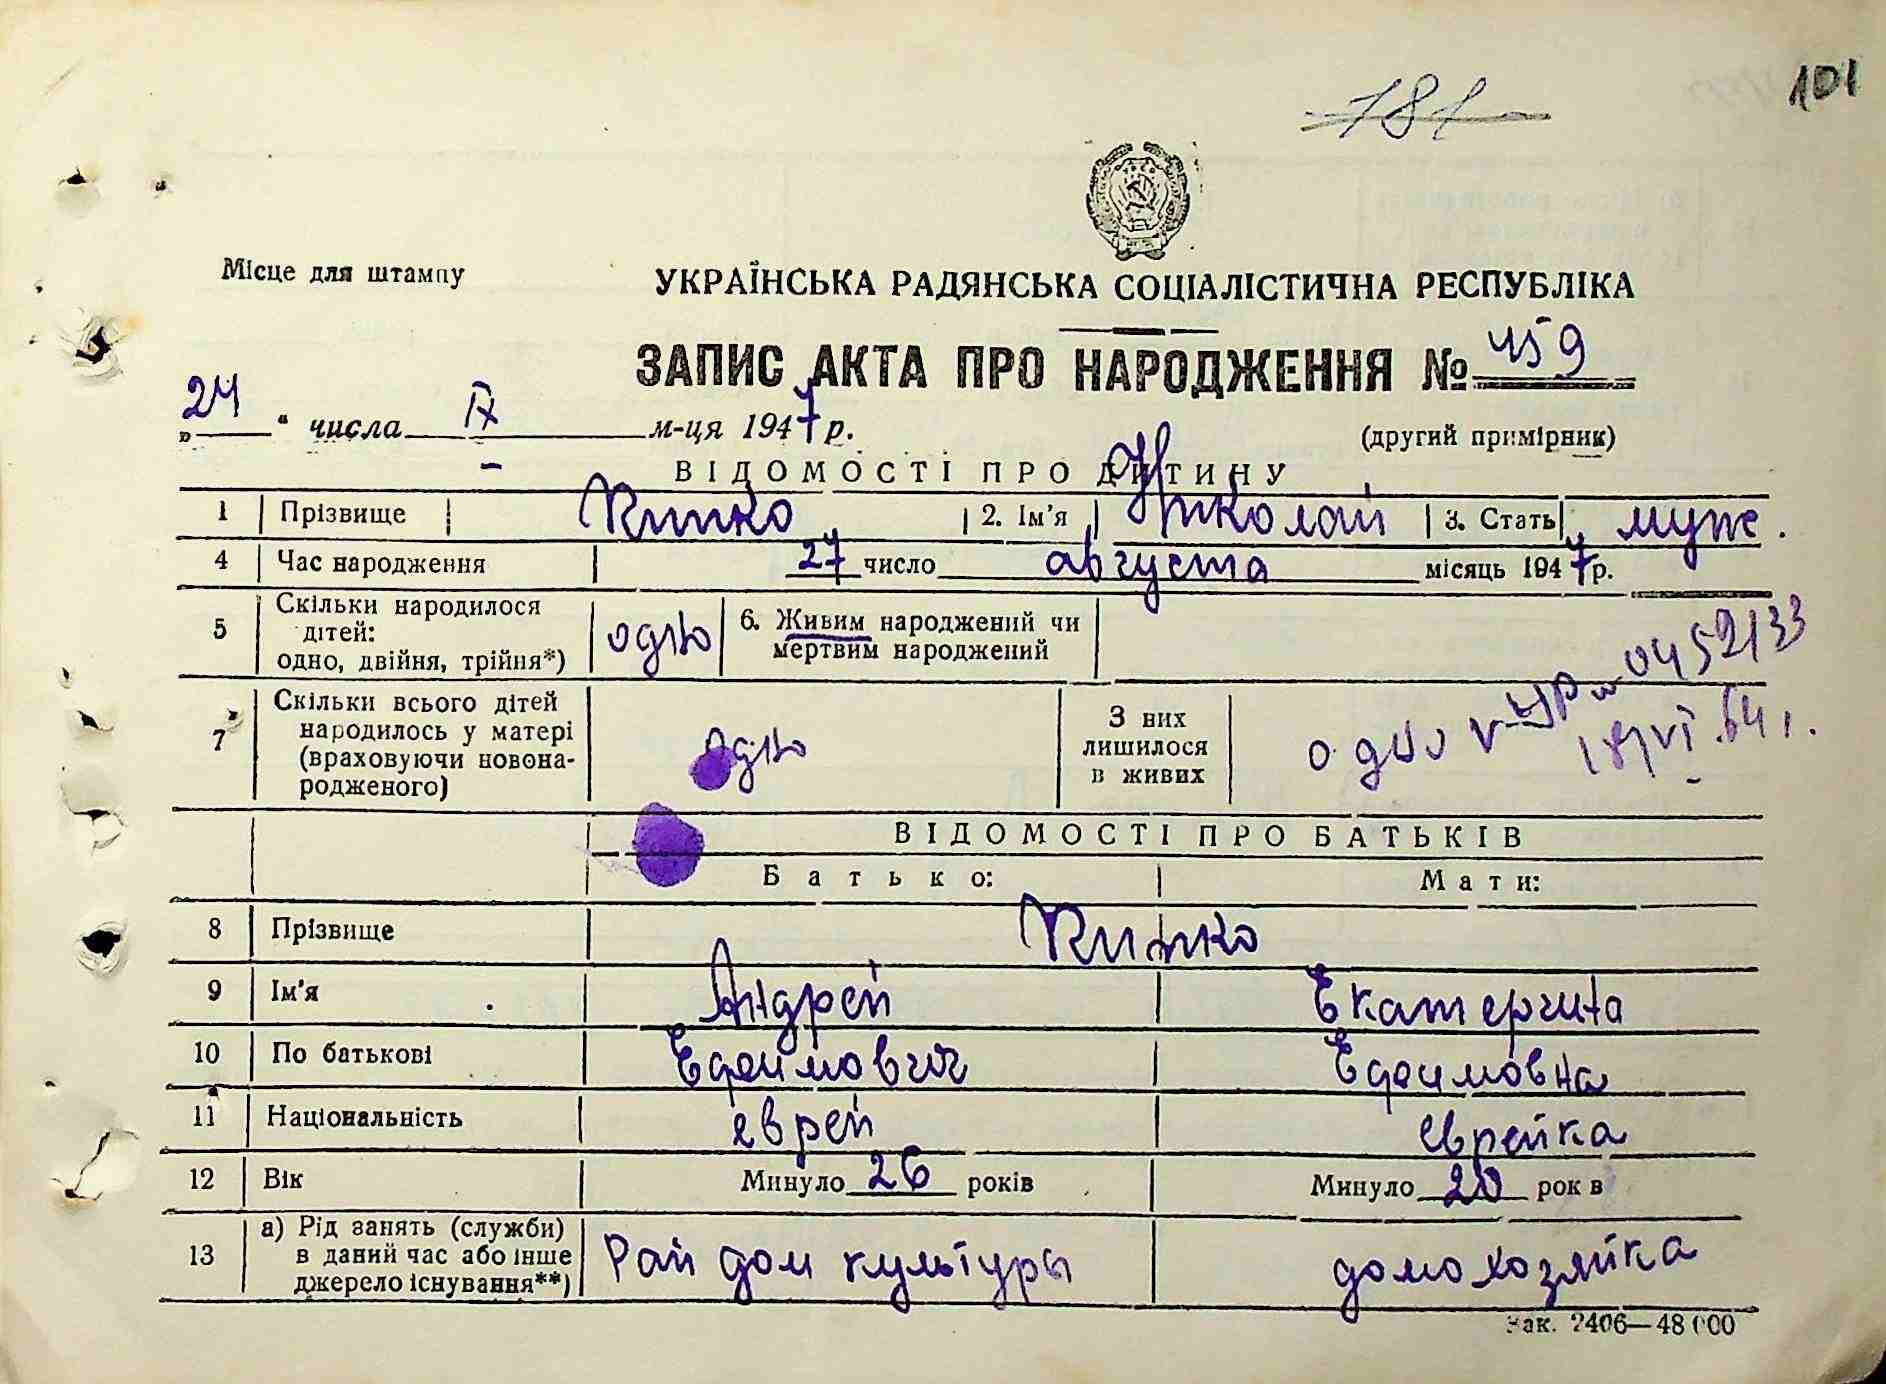 101
181
Місце для штампу
УКРАЇНСЬКА РАДЯНСЬКА СОЦІАЛІСТИЧНА РЕСПУБЛІКА
ЗАПИС АКТА ПРО НАРОДЖЕННЯ № 459
„24“ числа IX м-ця 1947 р.
(другий примірник)
ВІДОМОСТІ ПРО ДИТИНУ
1 Прізвище 2. Ім'я Николай 3. Стать муж.
4 Час народження 27 число августа місяць 1947 р.
5 Скільки народилося дітей: одно, двійня, трійня*) одно 6. Живим народжений чи мертвим народжений
7 Скільки всього дітей народилось у матері (враховуючи новонародженого) одно З них лишилося в живих одно
0452133
ВІДОМОСТІ ПРО БАТЬКІВ
Батько: Мати:
8 Прізвище
9 Ім'я Андрей Екатерина
10 По батькові
11 Національність еврей еврейка
12 Вік Минуло 26 років Минуло 20 рок в
13 а) Рід занять (служби) в даний час або інше джерело існування**) Рай дом культуры домохозяйка
Зак. 2406—48000